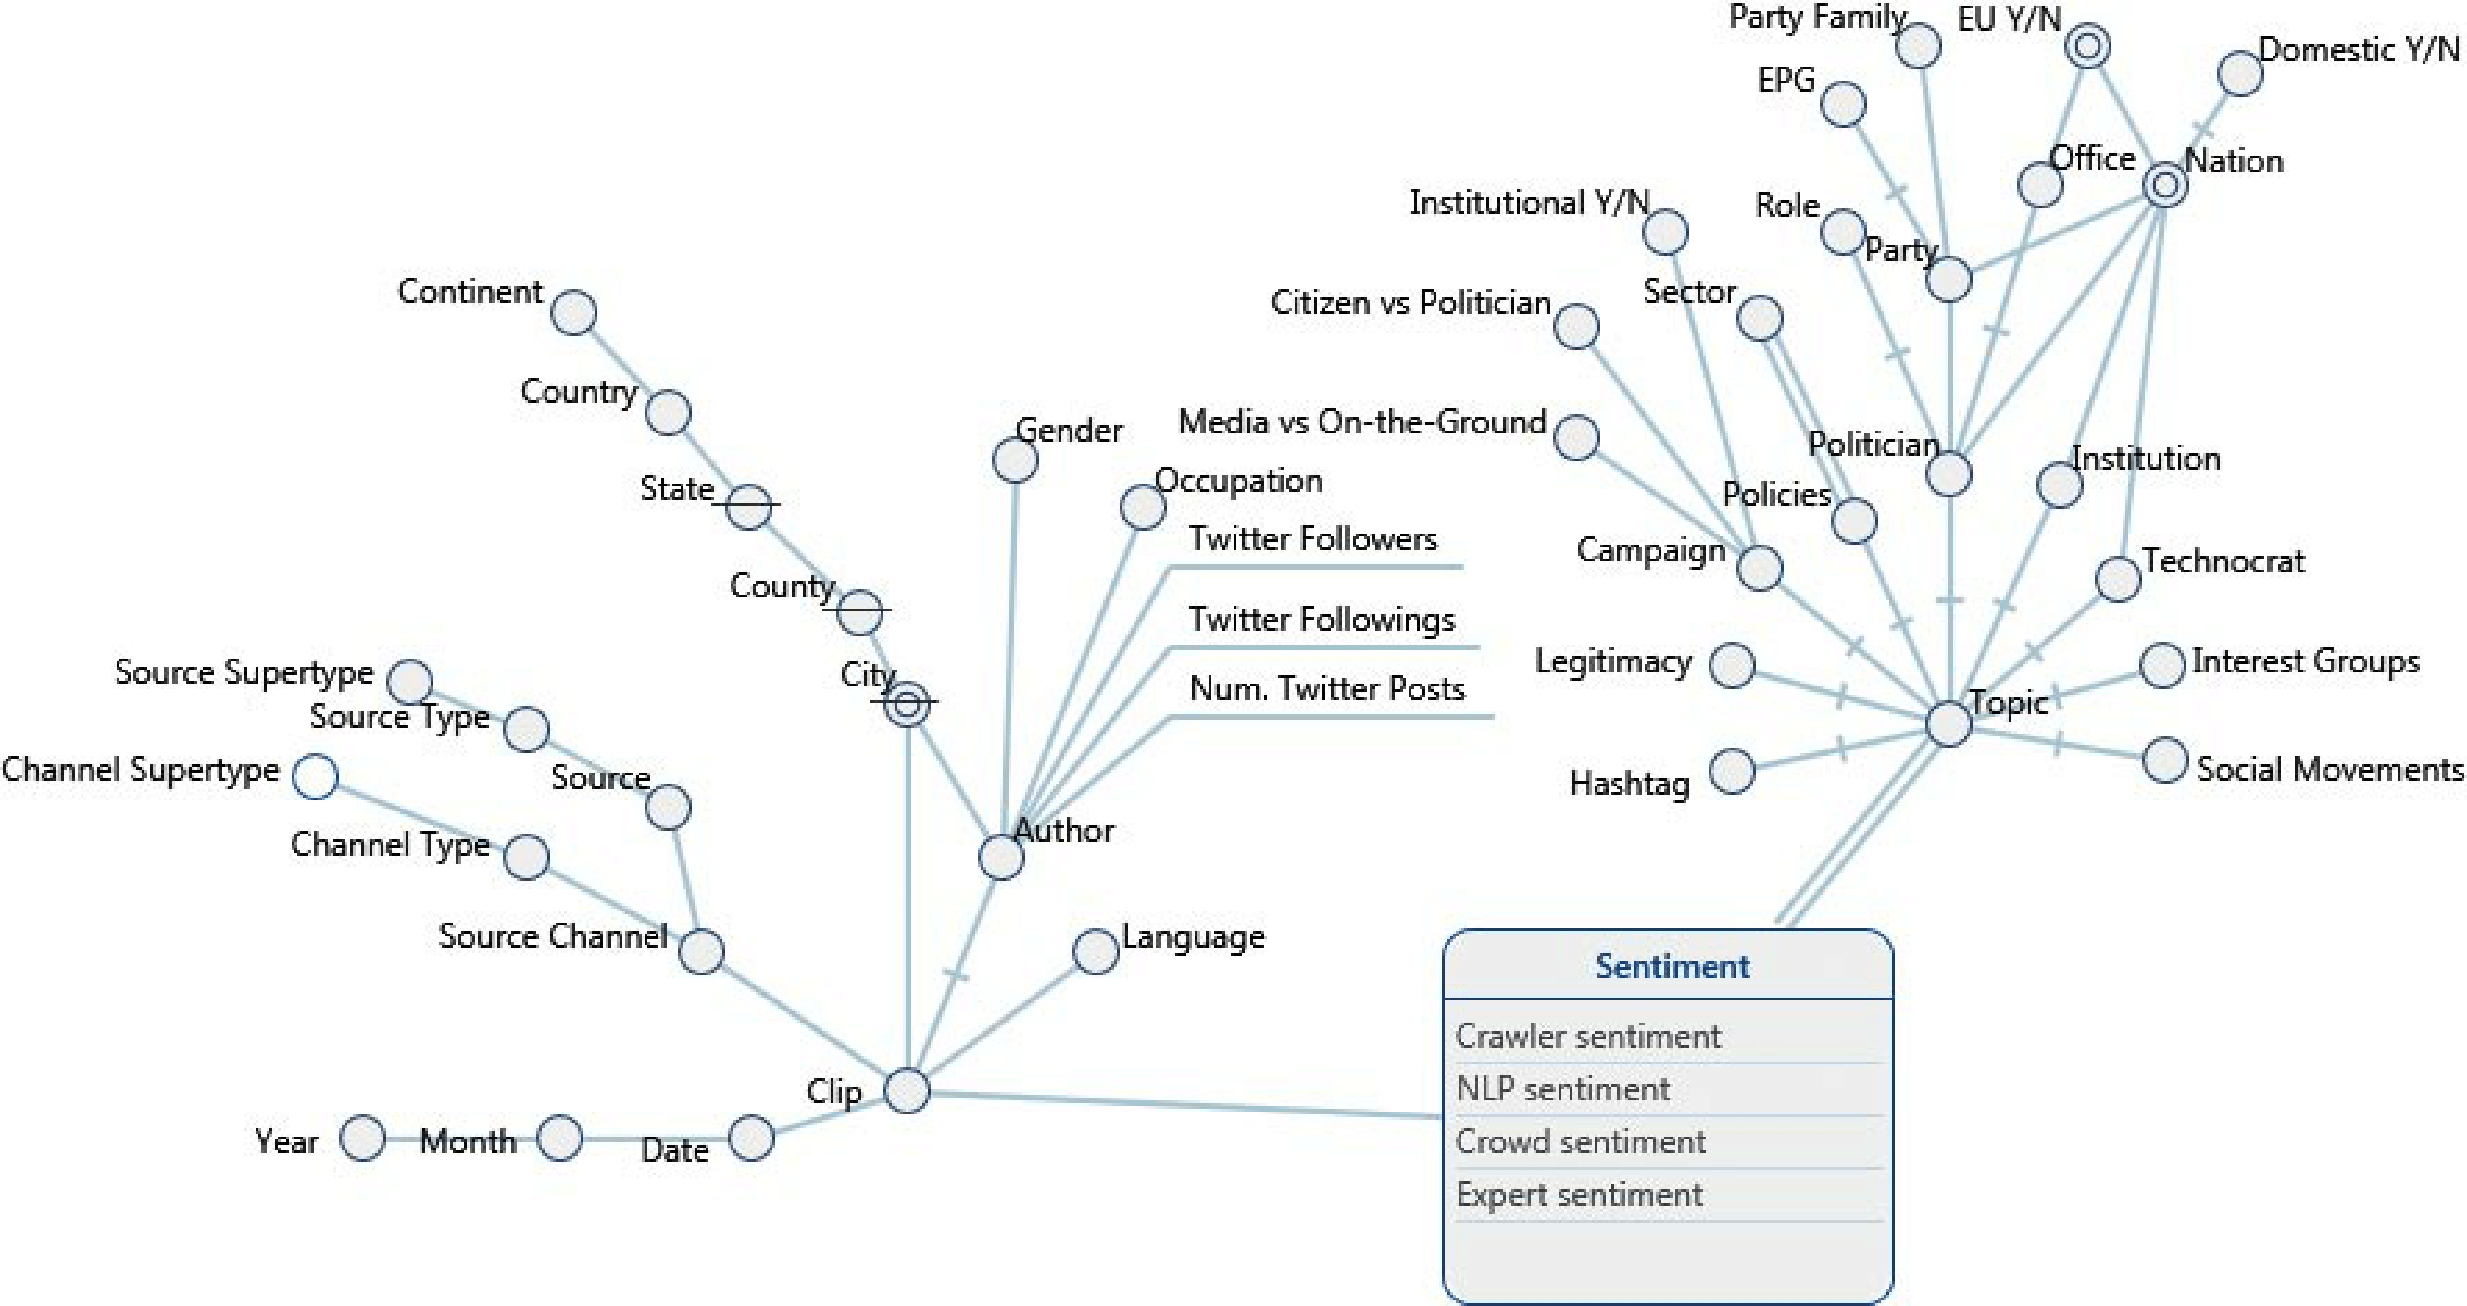 Party Family
EU Y/N
Domestic Y/N
EPG
Office
Nation
Institutional Y/N
Role
Party
Continent
Sector
Citizen vs Politician
Country
Gender
Media vs On-the-Ground
Politician
Institution
State
Occupation
Policies
Twitter Followers
Campaign
Technocrat
County
Twitter Followings
Source Supertype
City
Legitimacy
Interest Groups
Num. Twitter Posts
Source Type
Topic
Channel Supertype
Source
Hashtag
Social Movements
Channel Type
Author
Source Channel
Language
Sentiment
Crawler sentiment
Clip
NLP sentiment
Year
Month
Date
Crowd sentiment
Expert sentiment